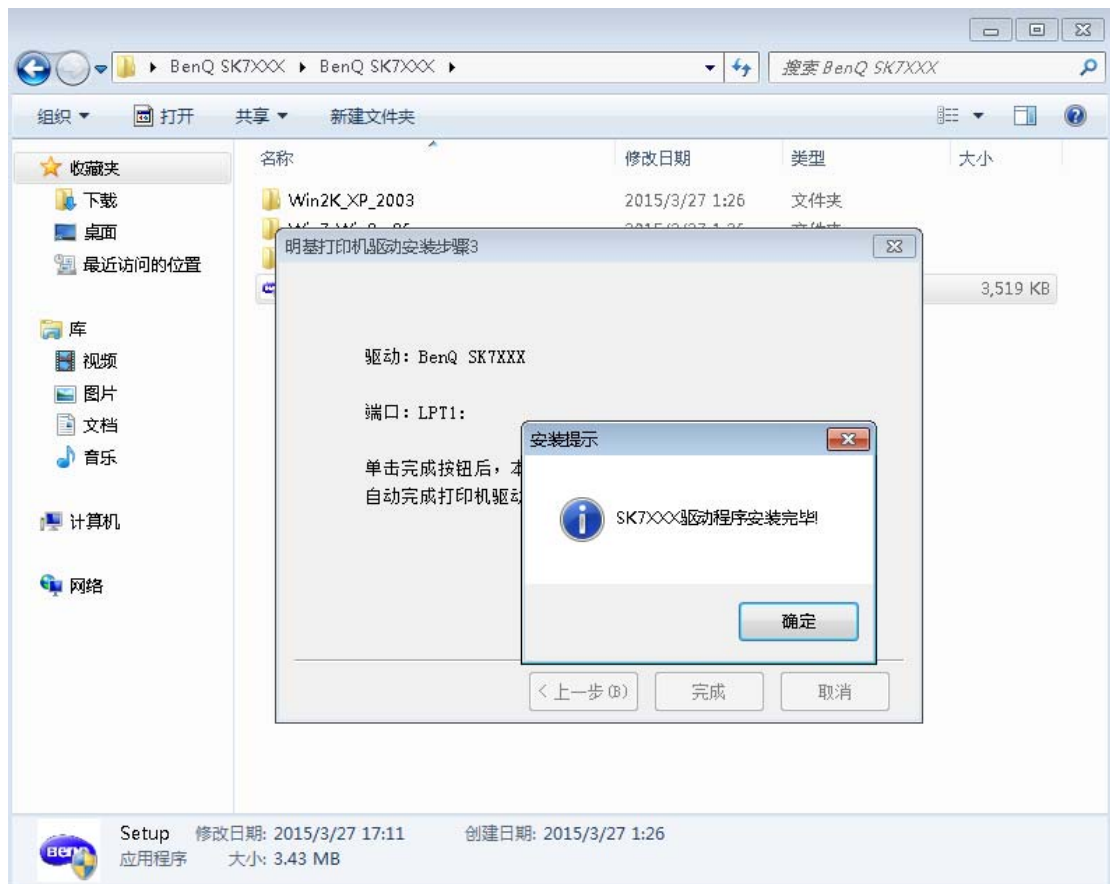 BenQ SK7XXX BenQ SK7XXX
搜索 BenQ SK7XXX
组织 打开 共享 新建文件夹
收藏夹
下载
桌面
最近访问的位置
库
视频
图片
文档
音乐
计算机
网络
名称 修改日期 类型 大小
Win2K_XP_2003 2015/3/27 1:26 文件夹
3,519 KB
明基打印机驱动安装步骤3
驱动: BenQ SK7XXX
端口: LPT1:
单击完成按钮后，本
自动完成打印机驱动
安装提示
SK7XXX驱动程序安装完毕!
确定
<上一步(B) 完成 取消
BenQ
Setup 修改日期: 2015/3/27 17:11 创建日期: 2015/3/27 1:26
应用程序 大小: 3.43 MB